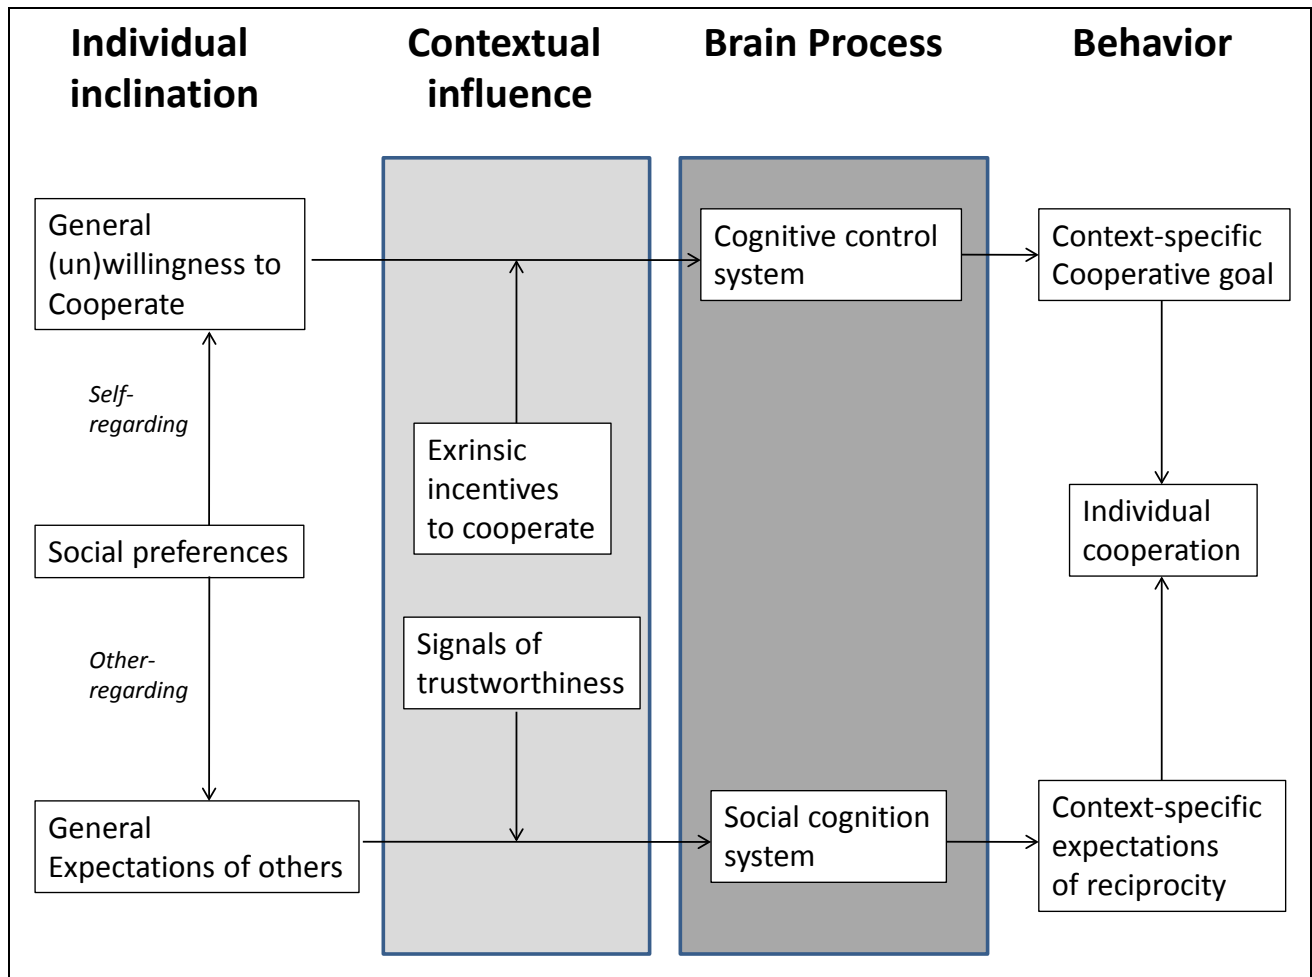 Individual
inclination
Contextual
influence
Brain Process
Behavior
General
(un)willingness to
Cooperate
Self-
regarding
Social preferences
Other-
regarding
General
Expectations of others
Exrinsic
incentives
to cooperate
Signals of
trustworthiness
Cognitive control
system
Social cognition
system
Context-specific
Cooperative goal
Individual
cooperation
Context-specific
expectations
of reciprocity